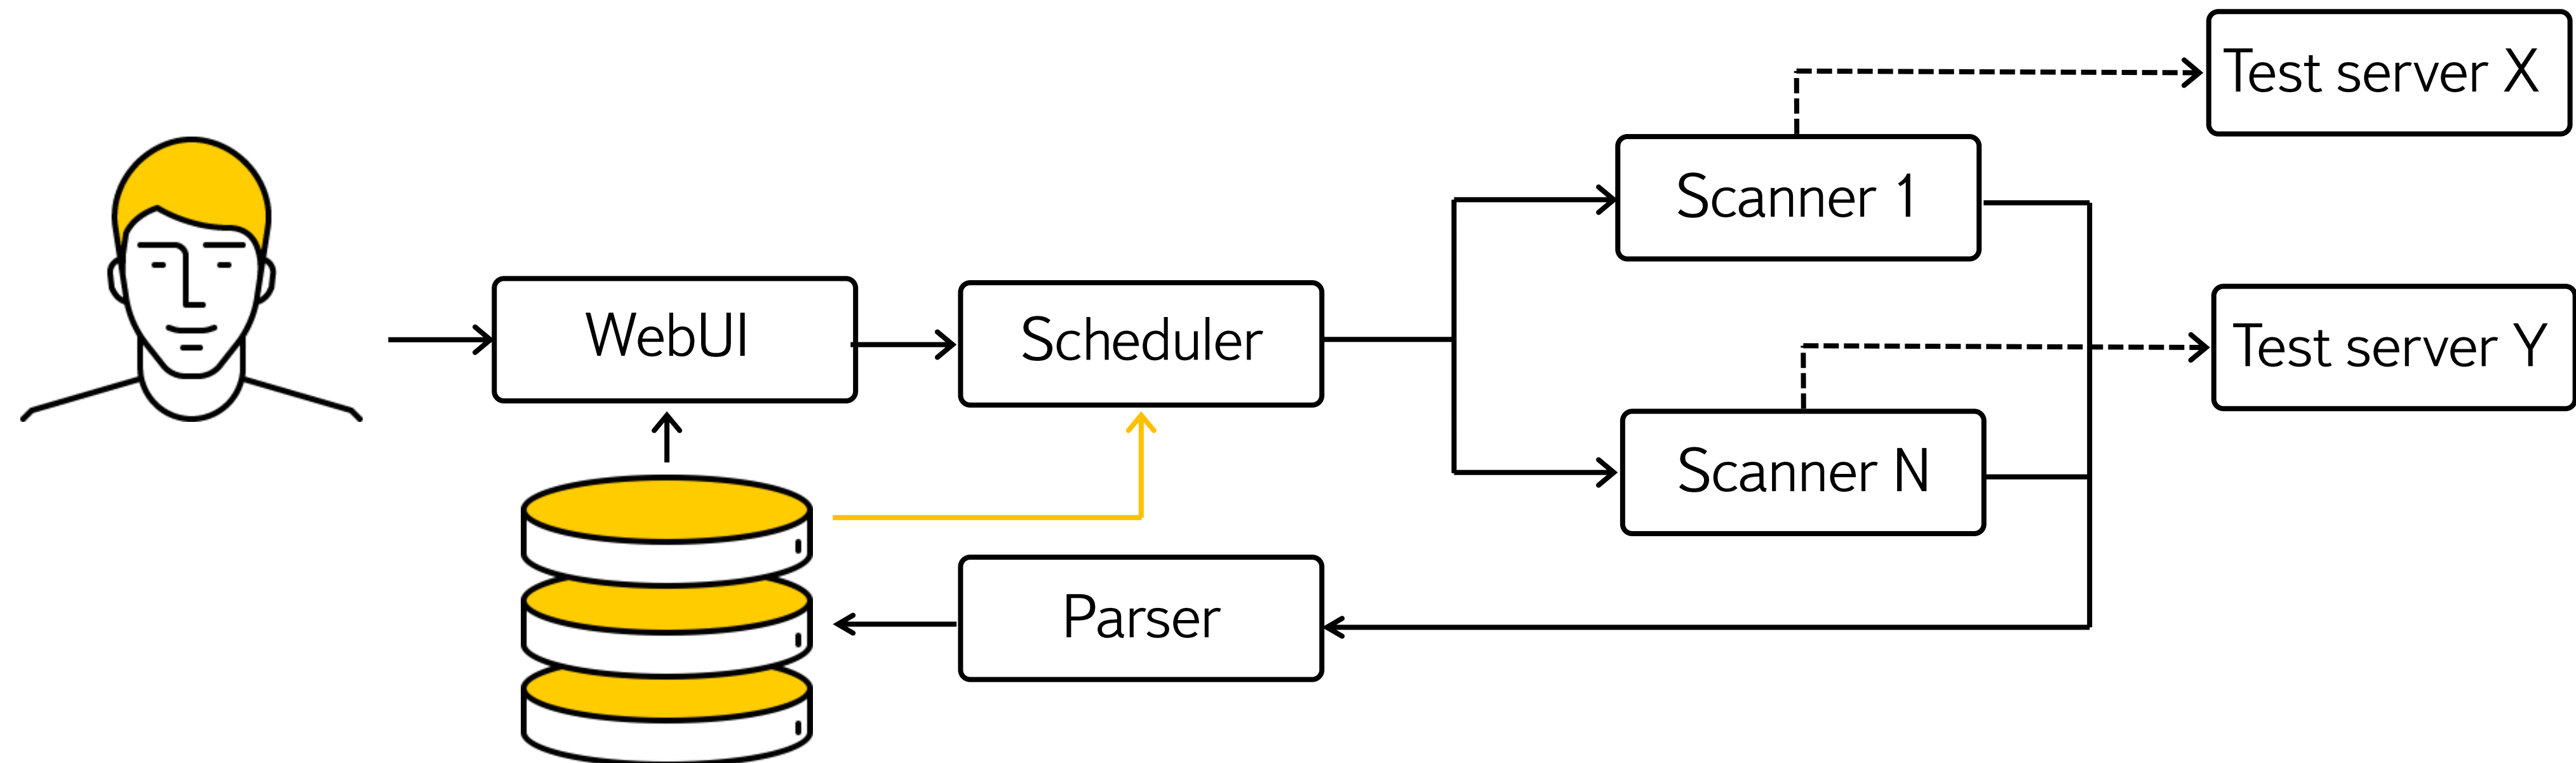 Test server X
Scanner 1
WebUI
Scheduler
Test server Y
Scanner N
Parser